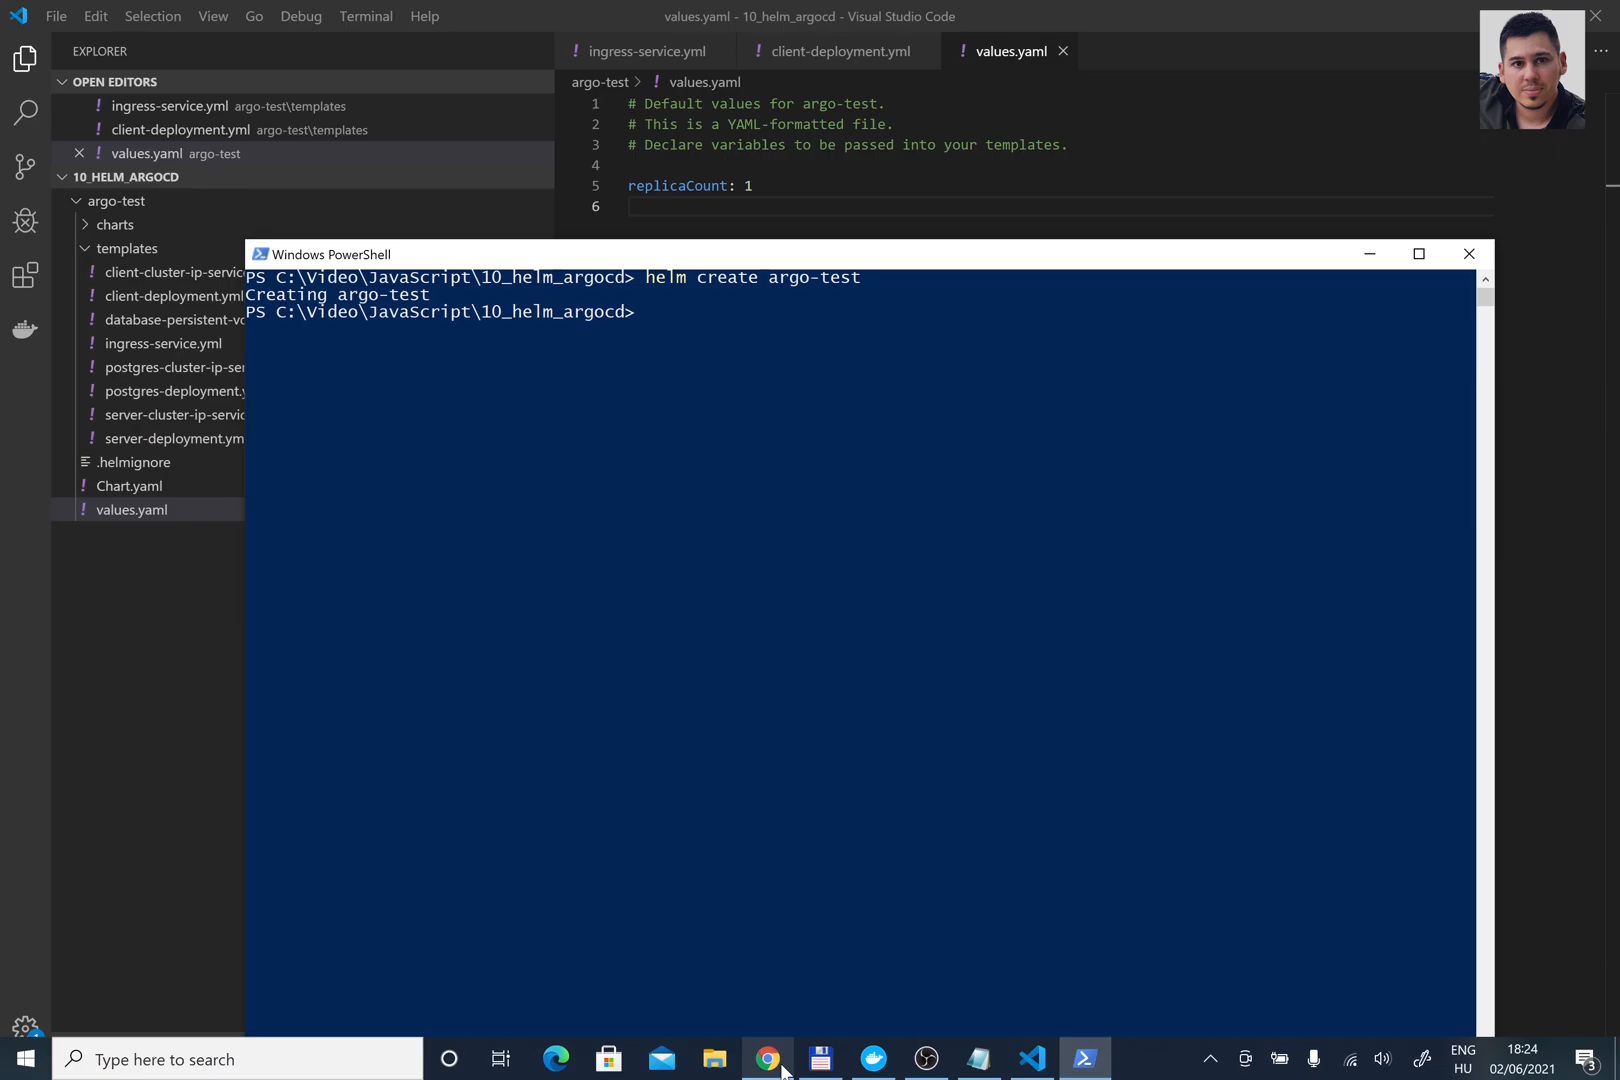 File Edit Selection View Go Debug Terminal Help
values.yaml - 10_helm_argocd - Visual Studio Code
EXPLORER
OPEN EDITORS
ingress-service.yml argo-test\templates
client-deployment.yml argo-test\templates
values.yaml argo-test
10_HELM_ARGOCD
argo-test
charts
templates
client-cluster-ip-servic
client-deployment.yml
database-persistent-vo
ingress-service.yml
postgres-cluster-ip-ser
postgres-deployment.y
server-cluster-ip-servic
server-deployment.ym
.helmignore
Chart.yaml
values.yaml
ingress-service.yml client-deployment.yml values.yaml
argo-test > values.yaml
1 # Default values for argo-test.
2 # This is a YAML-formatted file.
3 # Declare variables to be passed into your templates.
4
5 replicaCount: 1
6
Windows PowerShell
PS C:\Video\JavaScript\10_helm_argocd> helm create argo-test
Creating argo-test
PS C:\Video\JavaScript\10_helm_argocd>
Type here to search
ENG
HU
18:24
02/06/2021
3